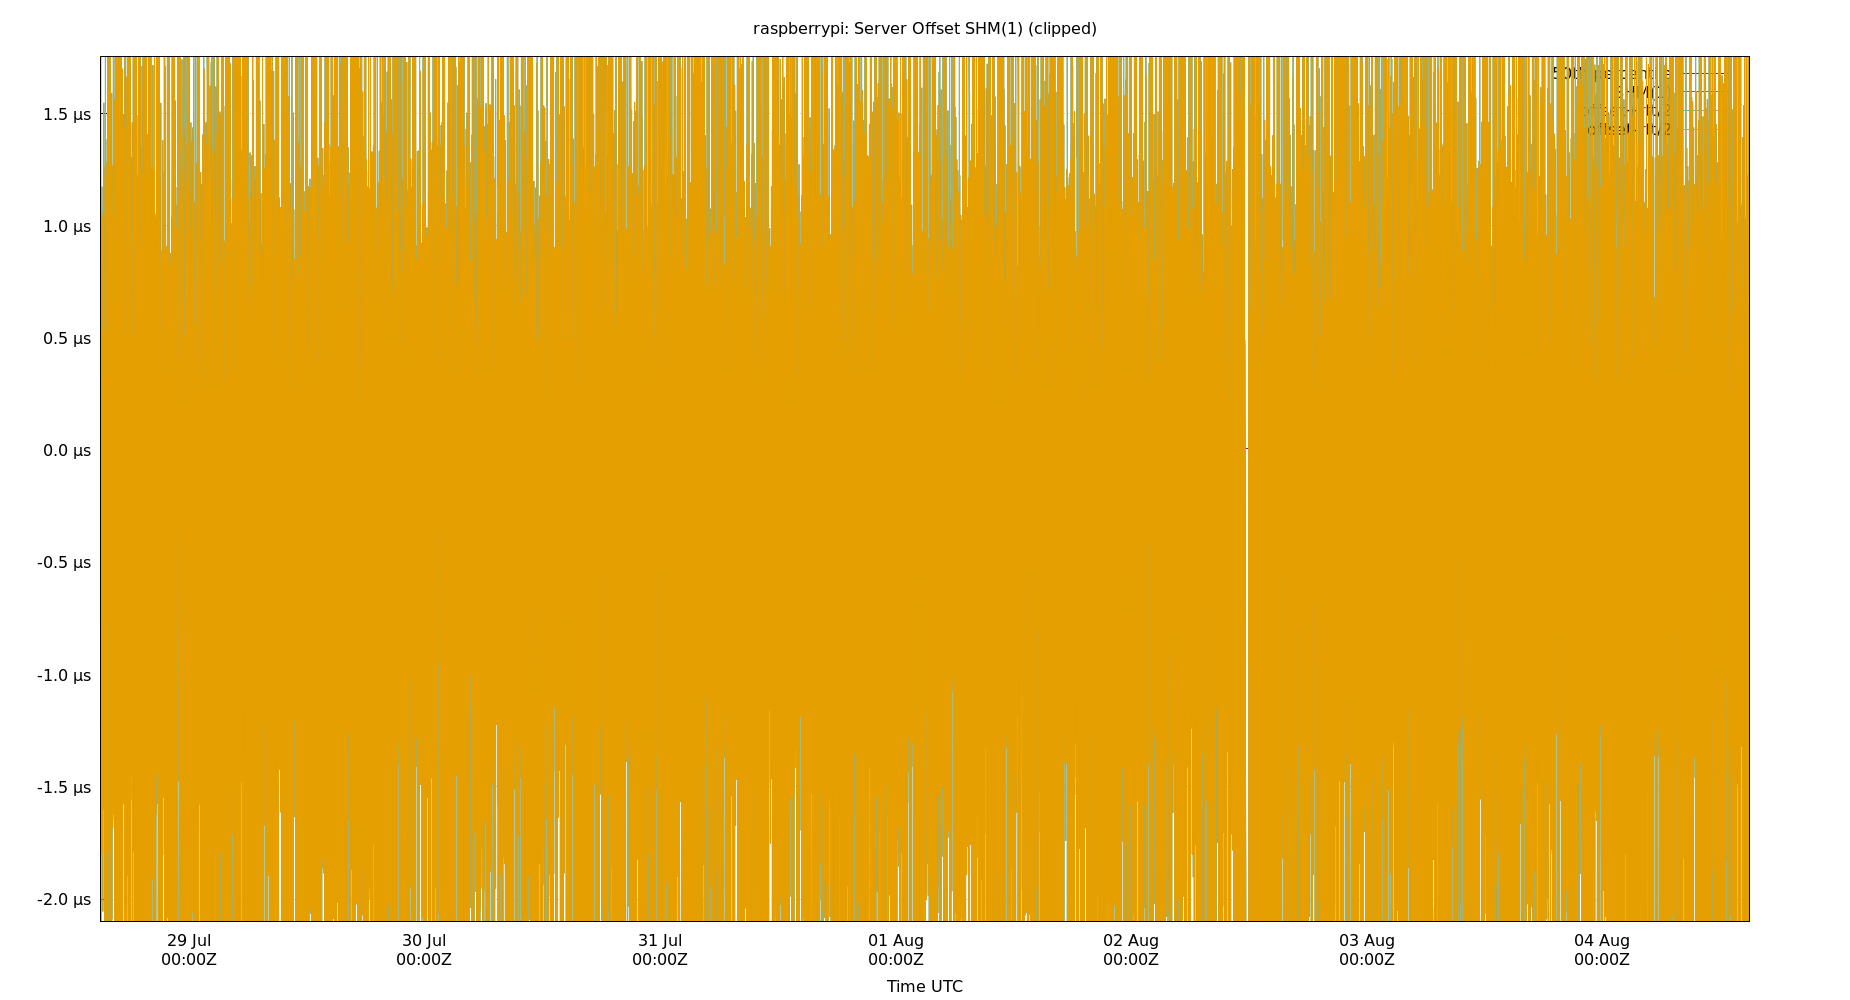 raspberrypi: Server Offset SHM(1) (clipped)
1.5 µs
1.0 µs
0.5 µs
0.0 µs
-0.5 µs
-1.0 µs
-1.5 µs
-2.0 µs
29 Jul
00:00Z
30 Jul
00:00Z
31 Jul
00:00Z
01 Aug
00:00Z
02 Aug
00:00Z
03 Aug
00:00Z
04 Aug
00:00Z
Time UTC